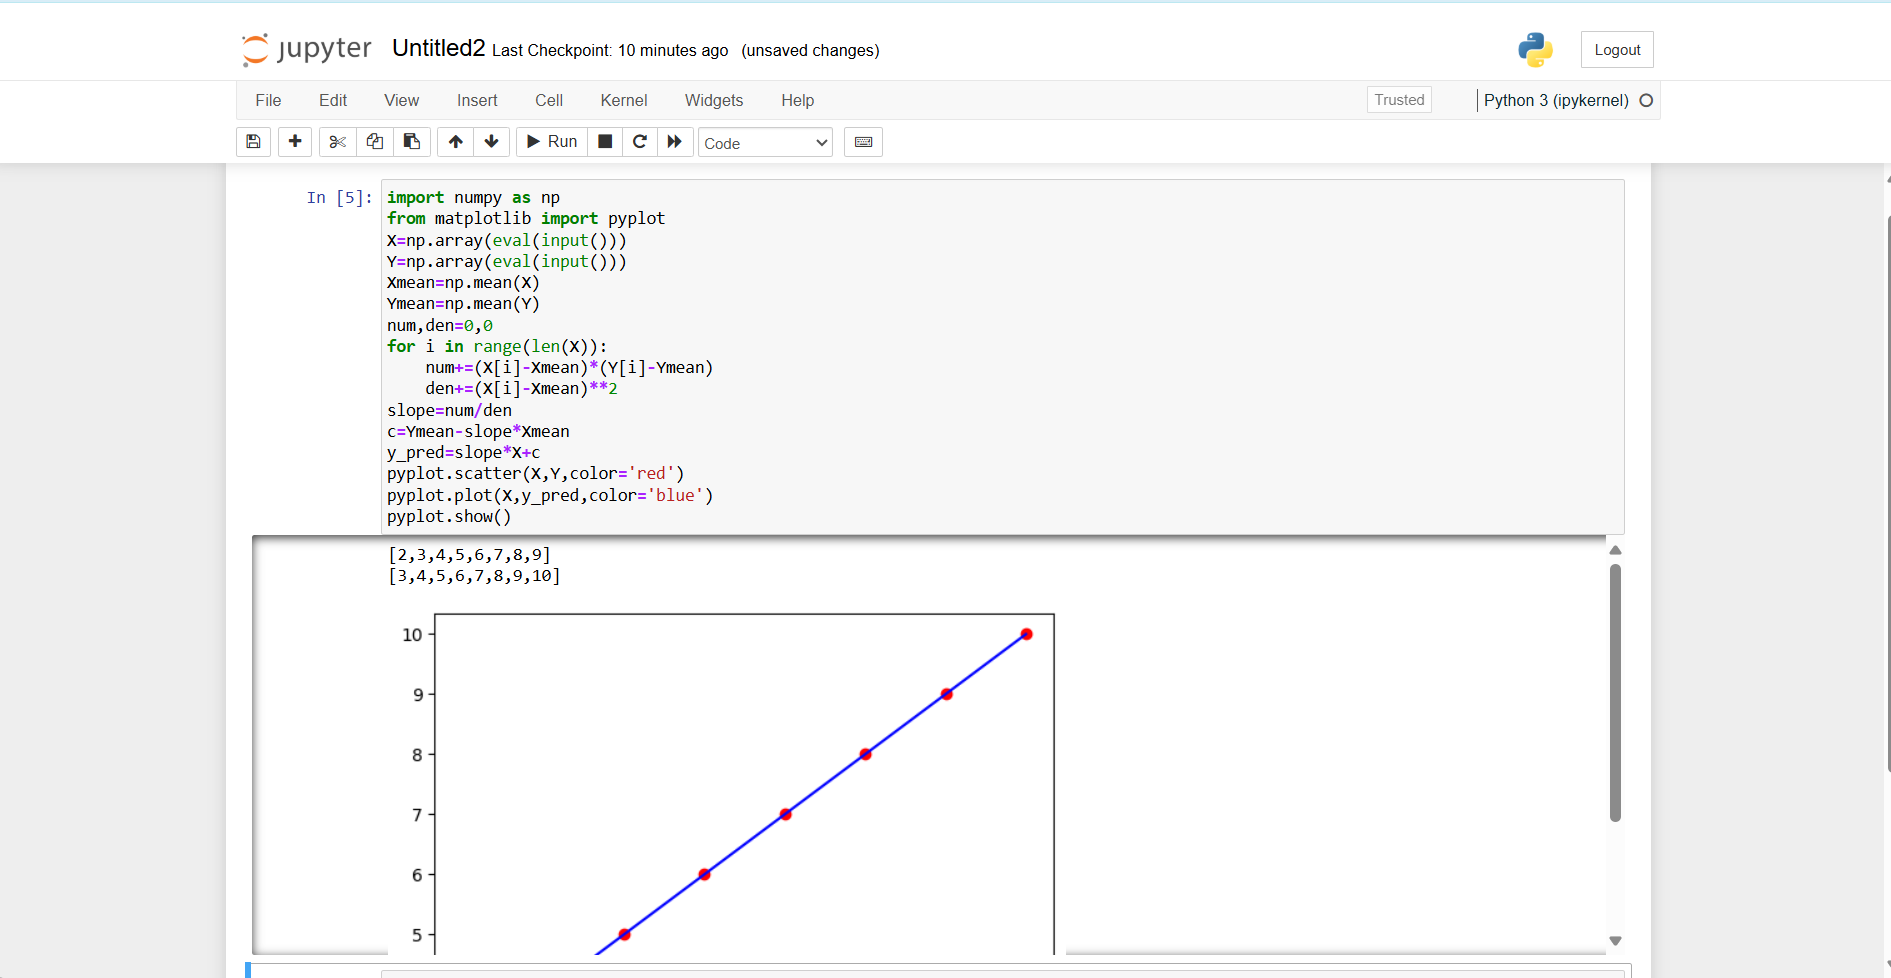 jupyter Untitled2 Last Checkpoint: 10 minutes ago (unsaved changes)
Logout
File Edit View Insert Cell Kernel Widgets Help
Trusted Python 3 (ipykernel)
Run Code
In [5]:
import numpy as np
from matplotlib import pyplot
X=np.array(eval(input()))
Y=np.array(eval(input()))
Xmean=np.mean(X)
Ymean=np.mean(Y)
num,den=0,0
for i in range(len(X)):
    num+=(X[i]-Xmean)*(Y[i]-Ymean)
    den+=(X[i]-Xmean)**2
slope=num/den
c=Ymean-slope*Xmean
y_pred=slope*X+c
pyplot.scatter(X,Y,color='red')
pyplot.plot(X,y_pred,color='blue')
pyplot.show()
[2,3,4,5,6,7,8,9]
[3,4,5,6,7,8,9,10]
10
9
8
7
6
5